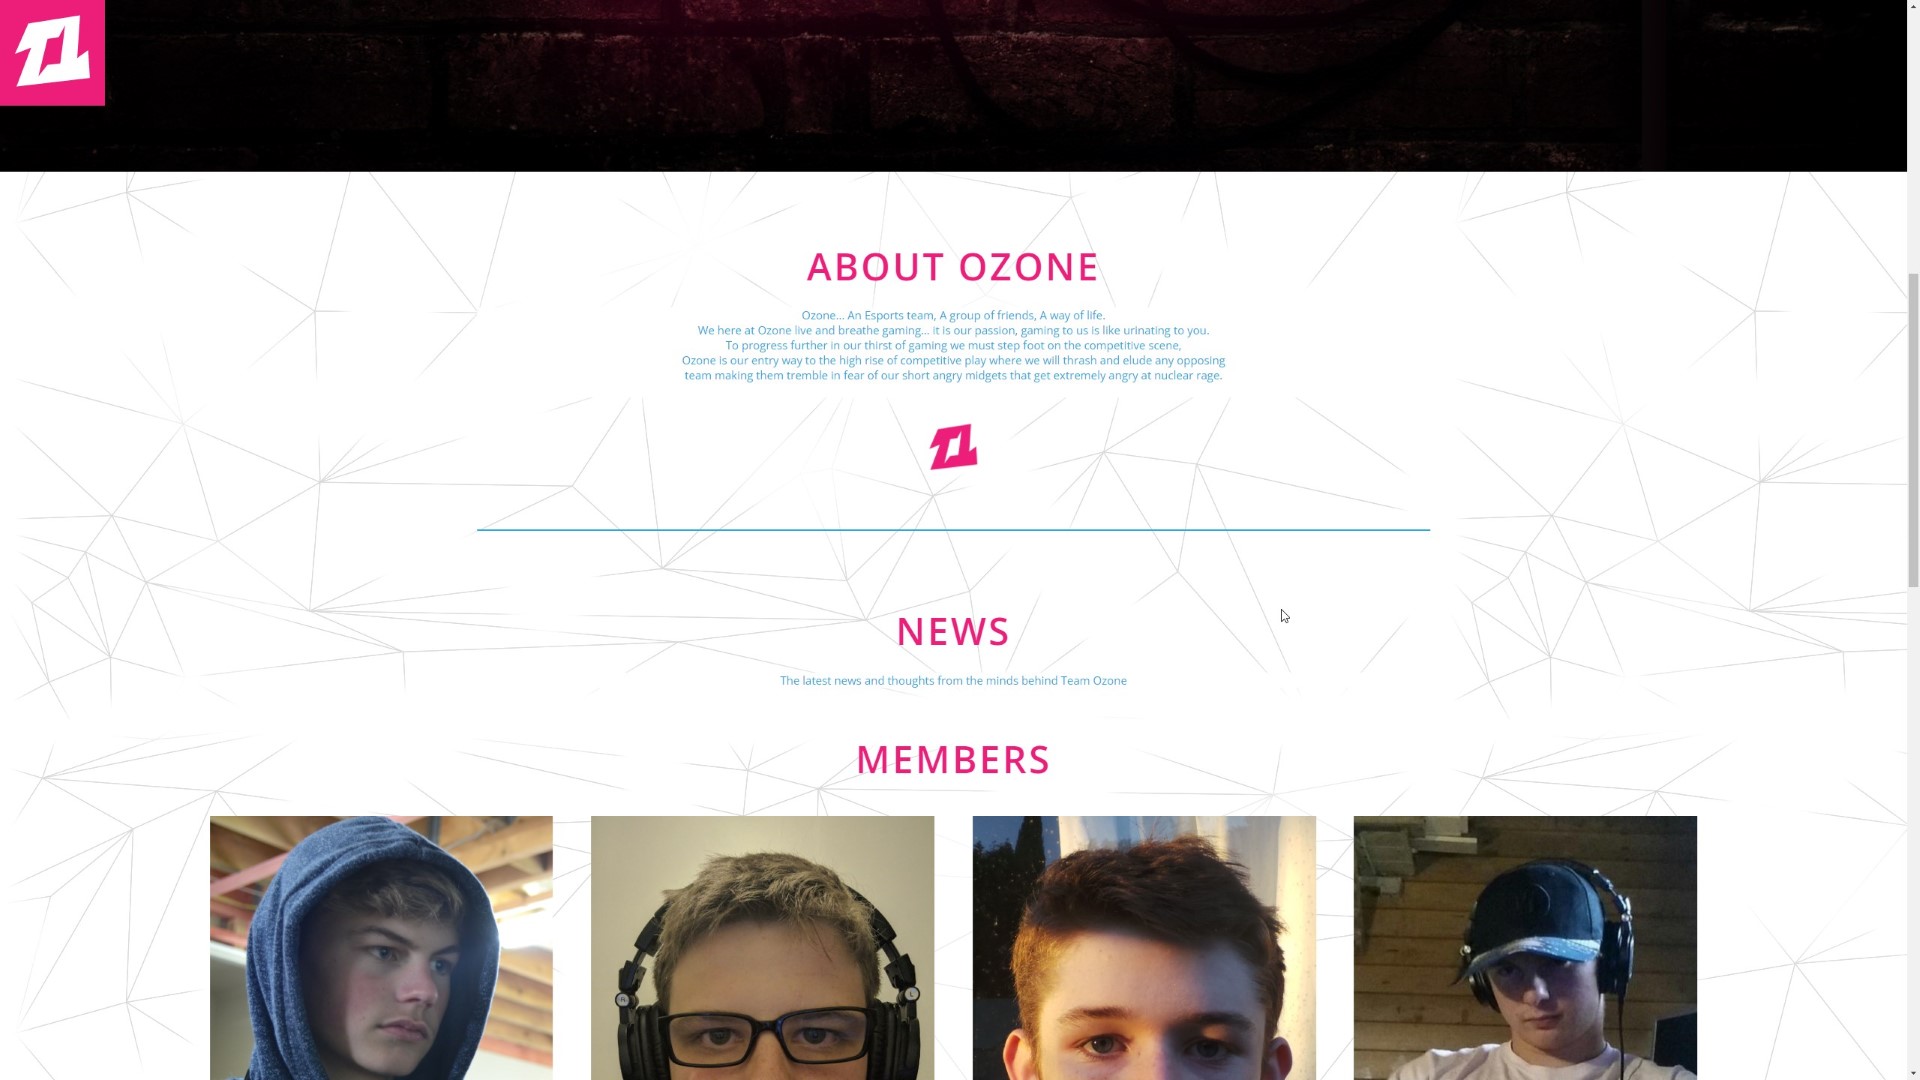 ABOUT OZONE
Ozone... An Esports team, A group of friends, A way of life.
We here at Ozone live and breathe gaming... it is our passion, gaming to us is like urinating to you.
To progress further in our thirst of gaming we must step foot on the competitive scene,
Ozone is our entry way to the high rise of competitive play where we will thrash and elude any opposing
team making them tremble in fear of our short angry midgets that get extremely angry at nuclear rage.
NEWS
The latest news and thoughts from the minds behind Team Ozone
MEMBERS